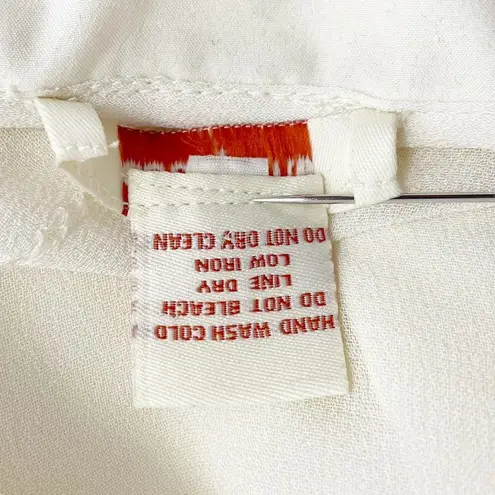 HAND WASH COLD
DO NOT BLEACH
LINE DRY
LOW IRON
DO NOT DRY CLEAN